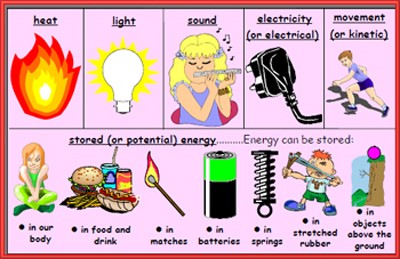 heat
light
sound
electricity
(or electrical)
movement
(or kinetic)
stored (or potential) energy..........Energy can be stored:
• in our
body
• in food and
drink
• in
matches
• in
batteries
• in
springs
• in
stretched
rubber
• in
objects
above the
ground